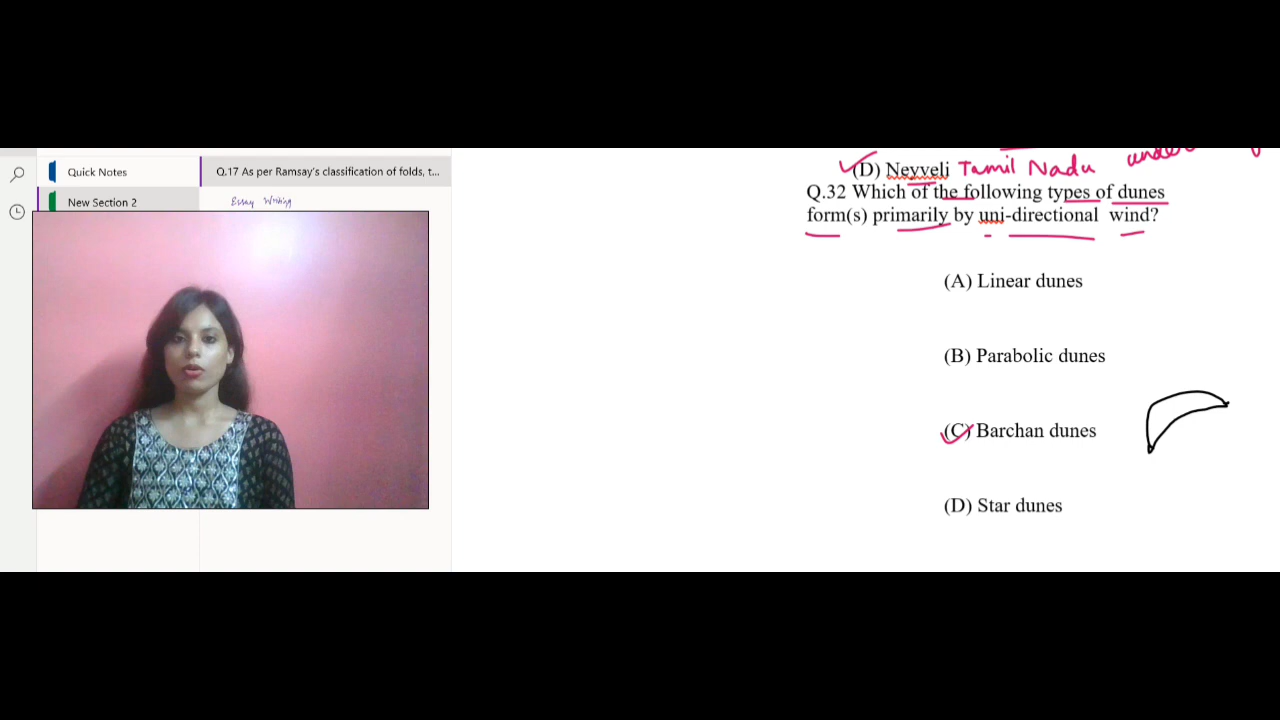 Quick Notes
New Section 2
Q.17 As per Ramsay's classification of folds, t...
Essay Writing
under
(D) Neyveli Tamil Nadu
Q.32 Which of the following types of dunes
form(s) primarily by uni-directional wind?
(A) Linear dunes
(B) Parabolic dunes
(C) Barchan dunes
(D) Star dunes